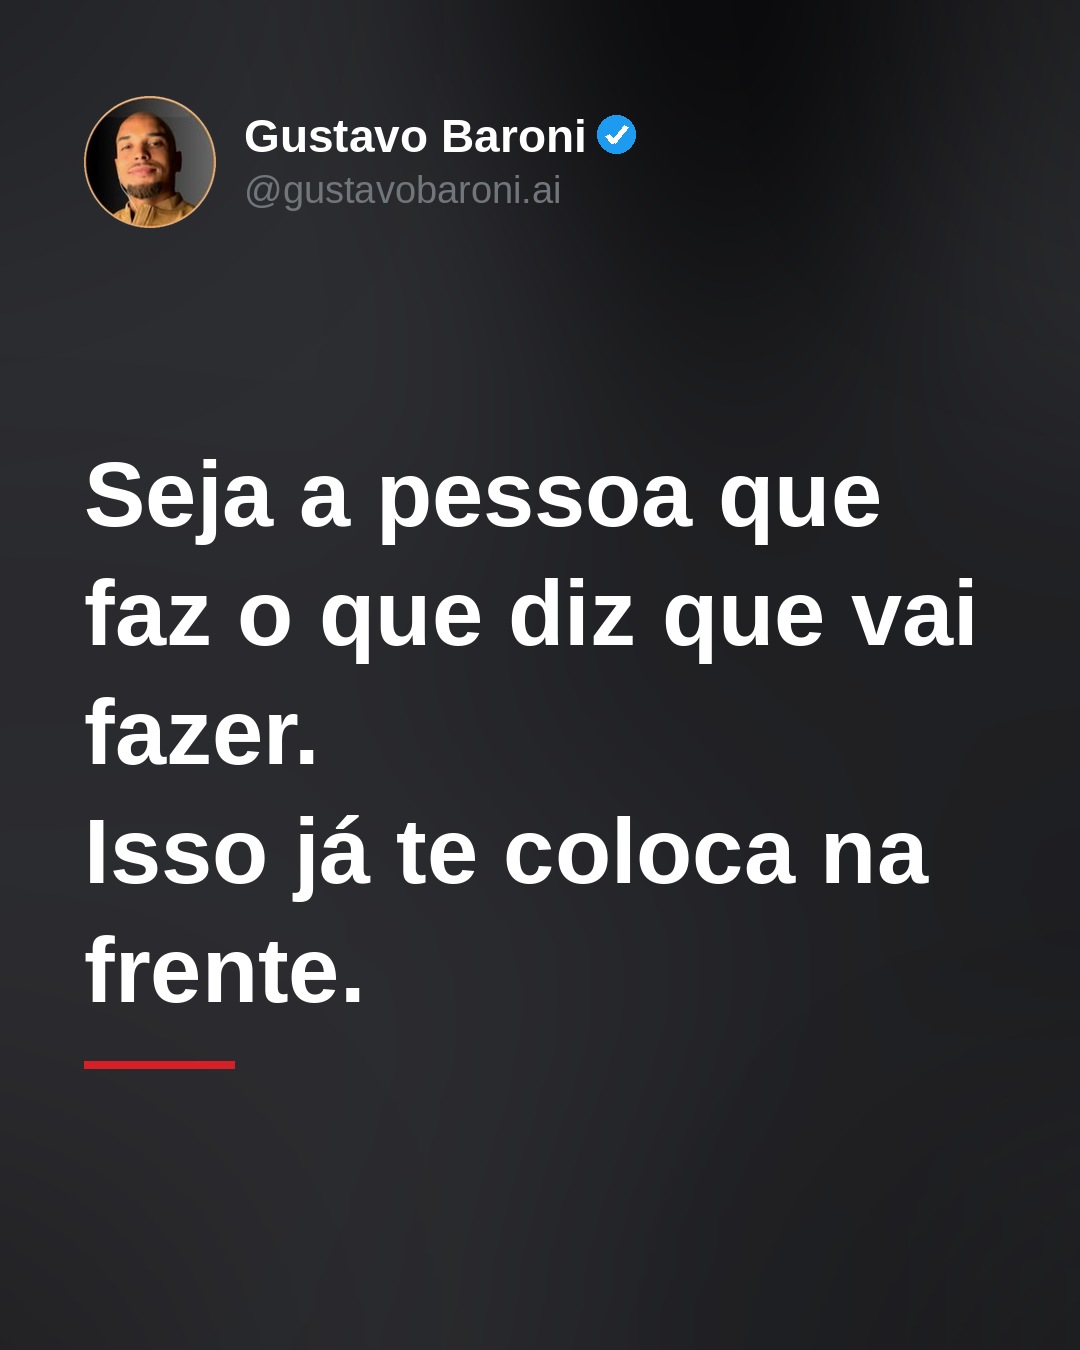 Gustavo Baroni
@gustavobaroni.ai
Seja a pessoa que
faz o que diz que vai
fazer.
Isso já te coloca na
frente.